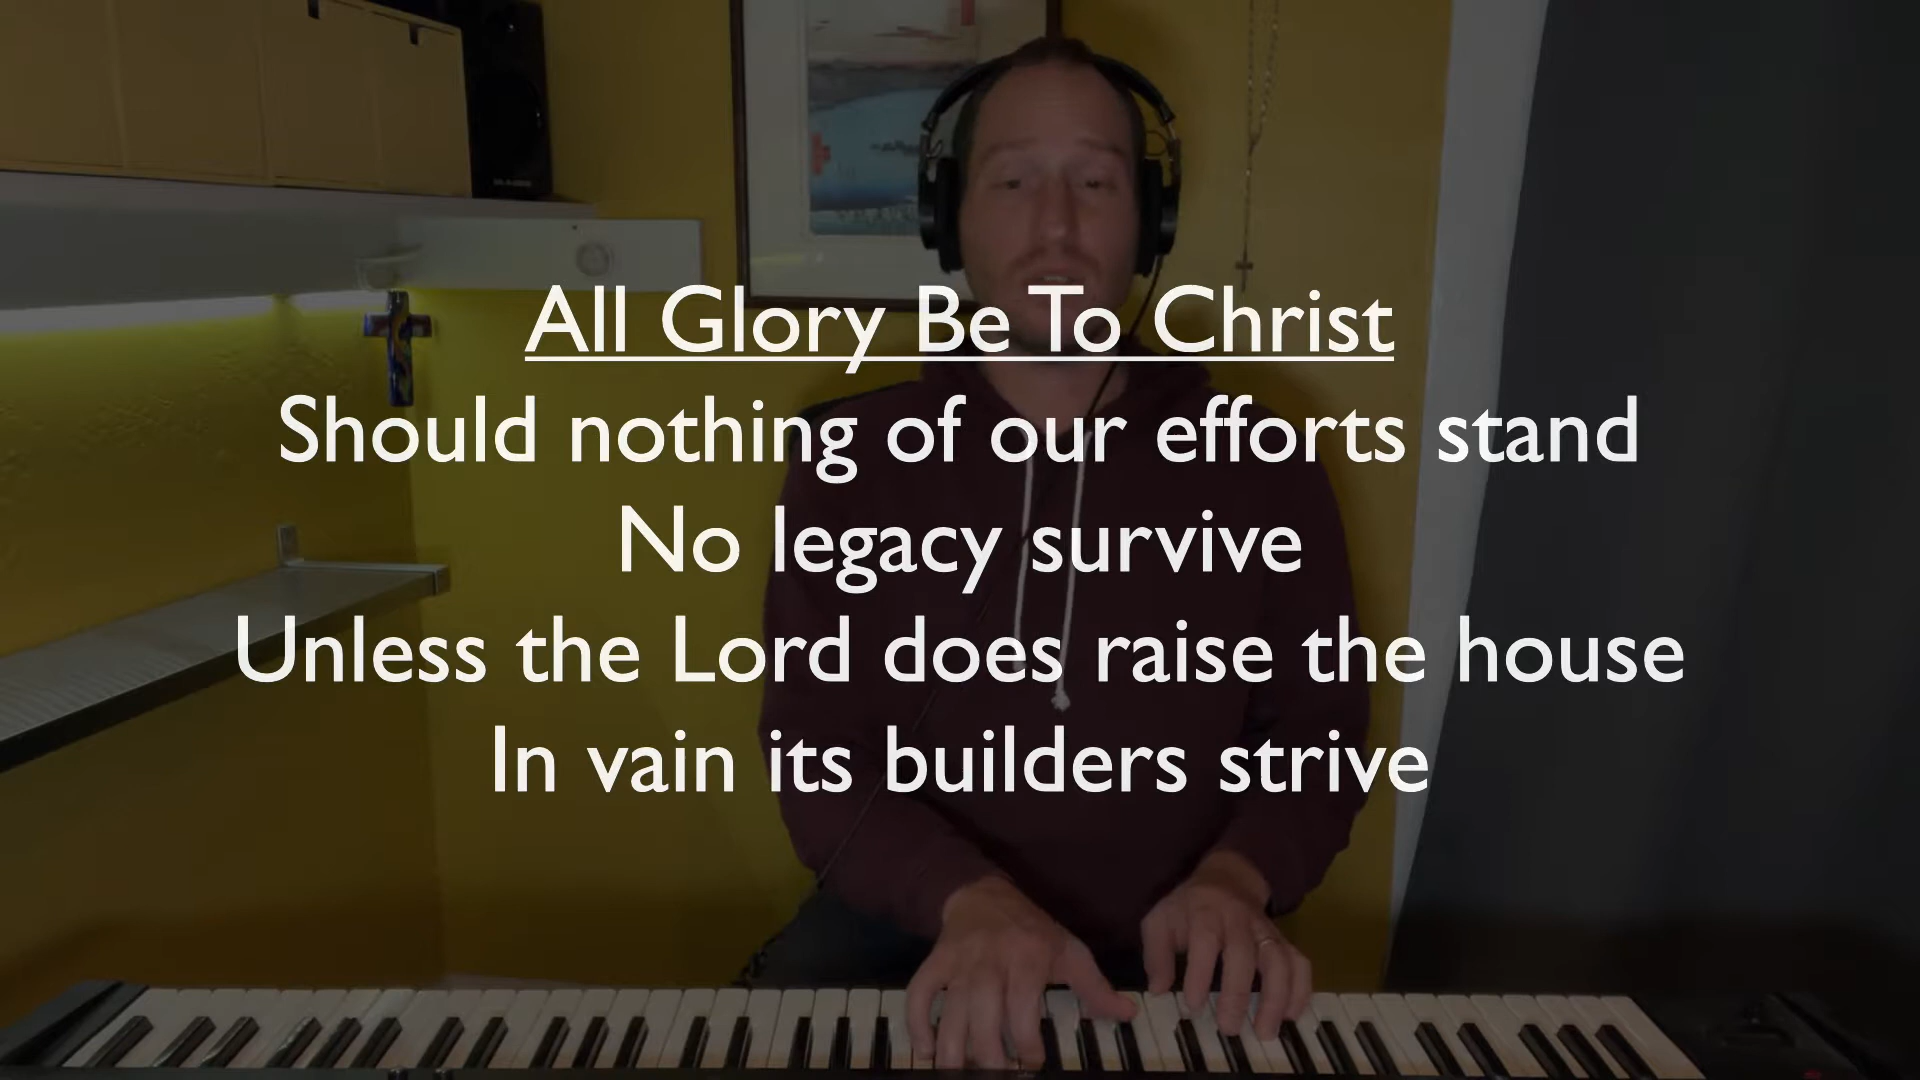 All Glory Be To Christ
Should nothing of our efforts stand
No legacy survive
Unless the Lord does raise the house
In vain its builders strive